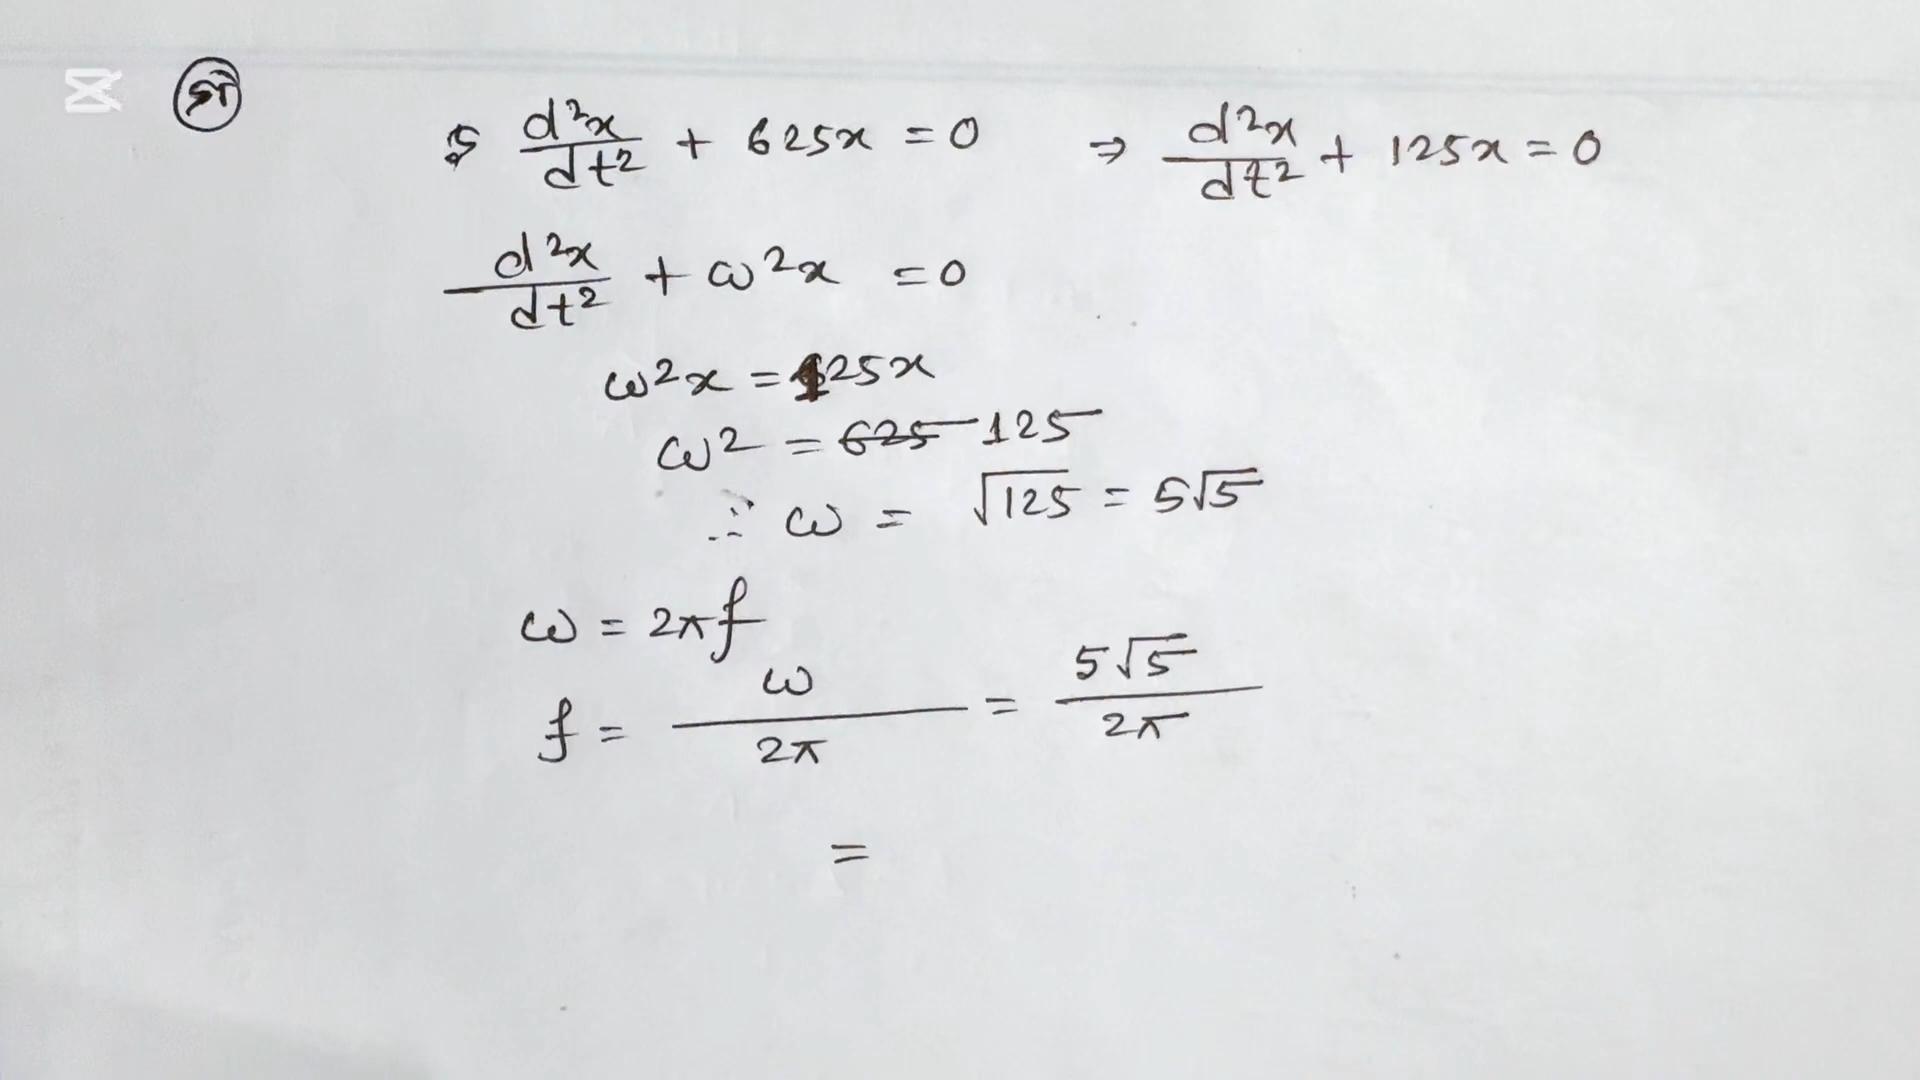 d²x/dt² + 625x = 0 ⇒ d²x/dt² + 125x = 0
d²x/dt² + ω²x = 0
ω²x = 125x
ω² = 625 125
∴ ω = √125 = 5√5
ω = 2πf
f = ω/2π = 5√5/2π
=